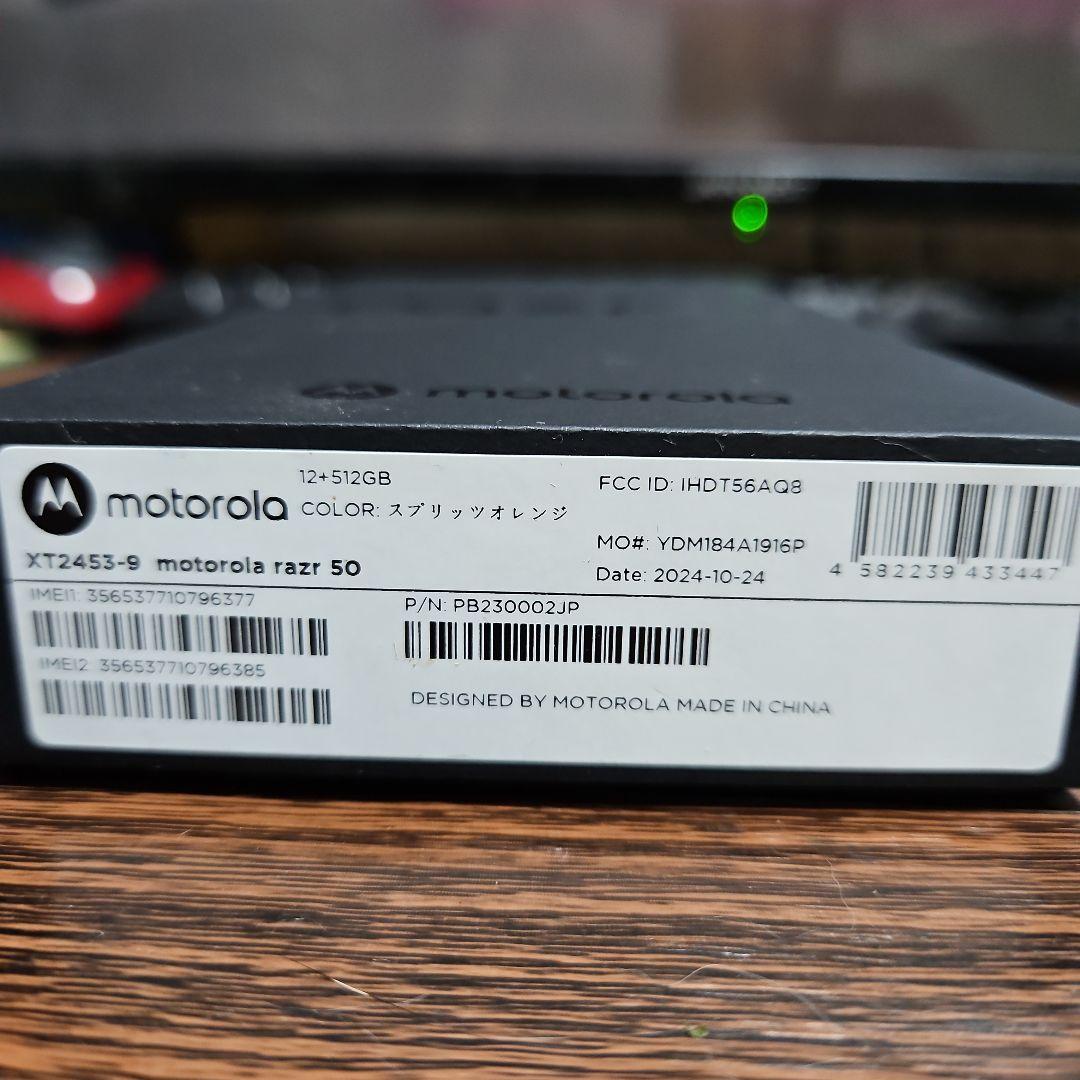 motorola
motorola
12+512GB
COLOR: スプリッツオレンジ
XT2453-9 motorola razr 50
FCC ID: IHDT56AQ8
MO#: YDM184A1916P
Date: 2024-10-24
4 582239 433447
IMEI1: 356537710796377
IMEI2: 356537710796385
P/N: PB230002JP
DESIGNED BY MOTOROLA MADE IN CHINA